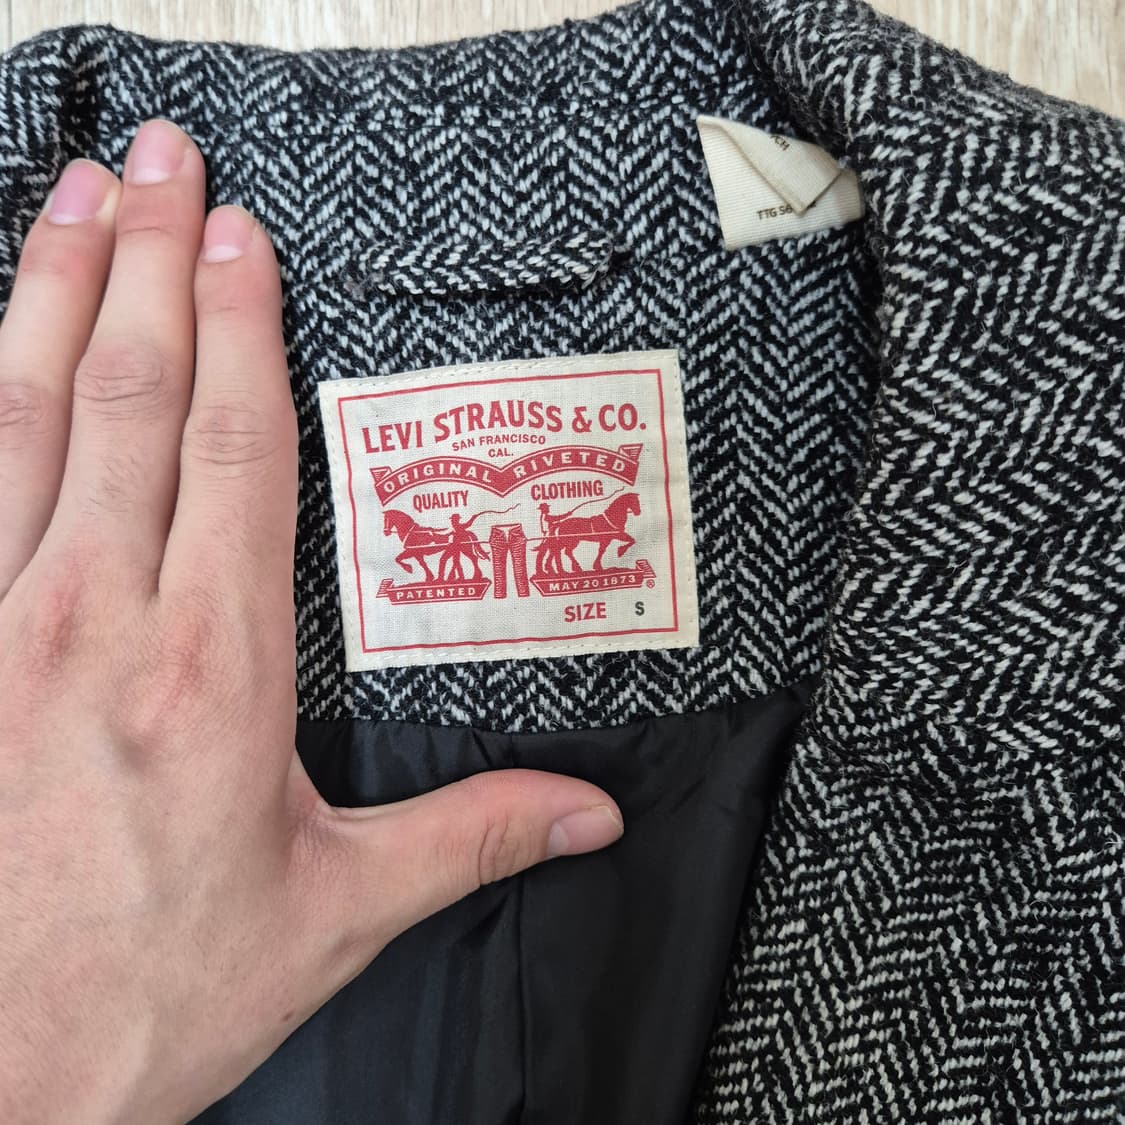 LEVI STRAUSS & CO.
SAN FRANCISCO
CAL.
ORIGINAL RIVETED
QUALITY CLOTHING
PATENTED MAY 20 1873 ®
SIZE S